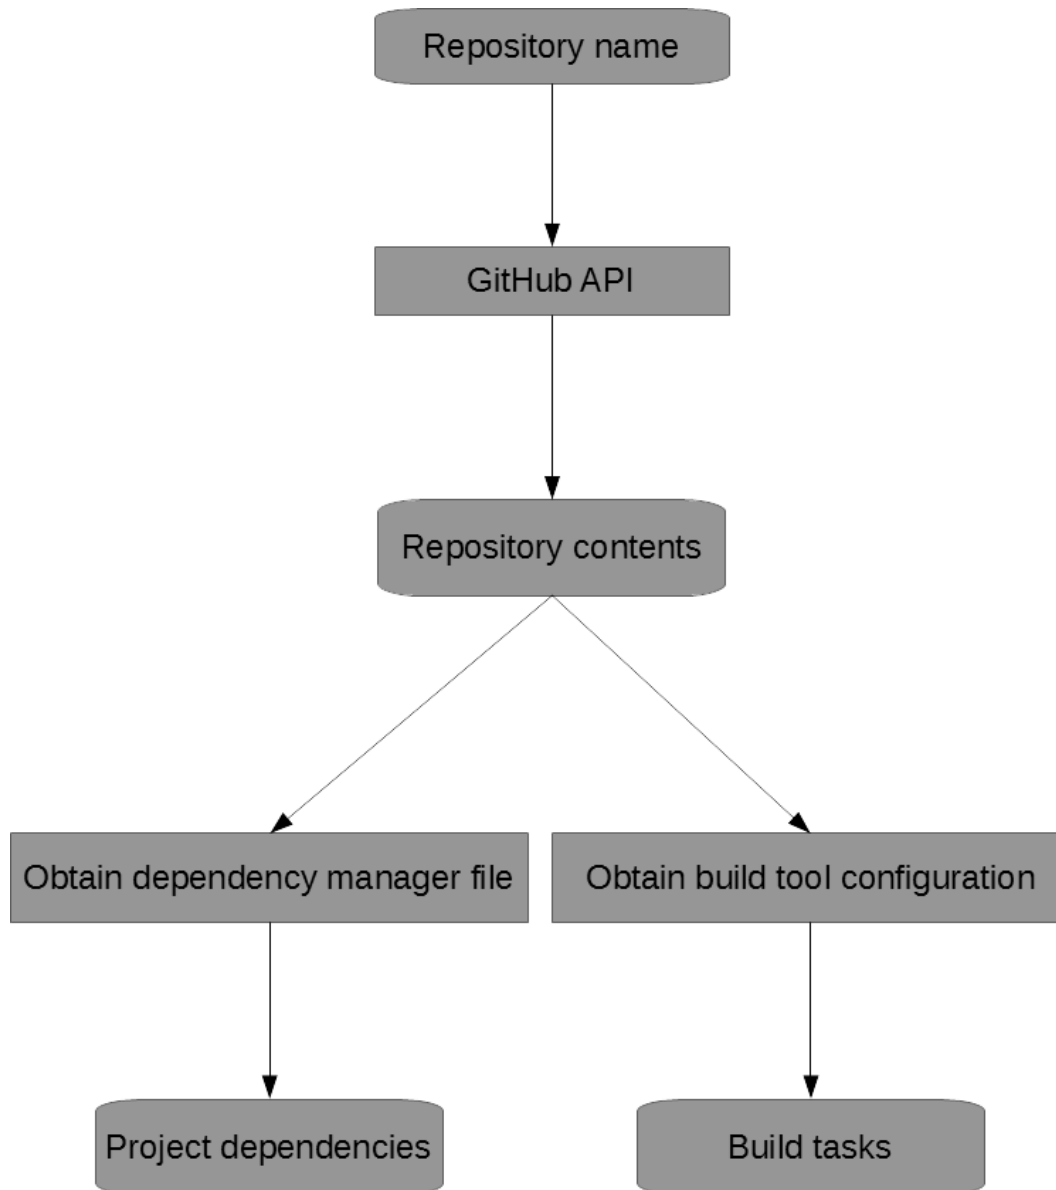 Repository name
GitHub API
Repository contents
Obtain dependency manager file
Obtain build tool configuration
Project dependencies
Build tasks